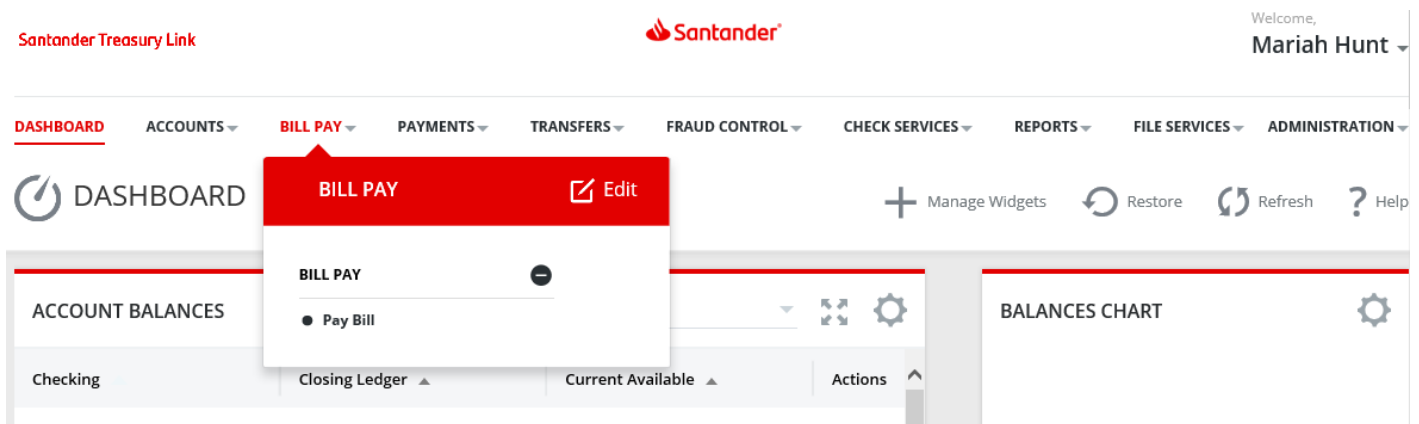 Welcome,
Santander Treasury Link
Santander
Mariah Hunt
DASHBOARD ACCOUNTS BILL PAY PAYMENTS TRANSFERS FRAUD CONTROL CHECK SERVICES REPORTS FILE SERVICES ADMINISTRATION
DASHBOARD
BILL PAY Edit
Manage Widgets Restore Refresh ? Help
BILL PAY
Pay Bill
ACCOUNT BALANCES
BALANCES CHART
Checking Closing Ledger Current Available Actions